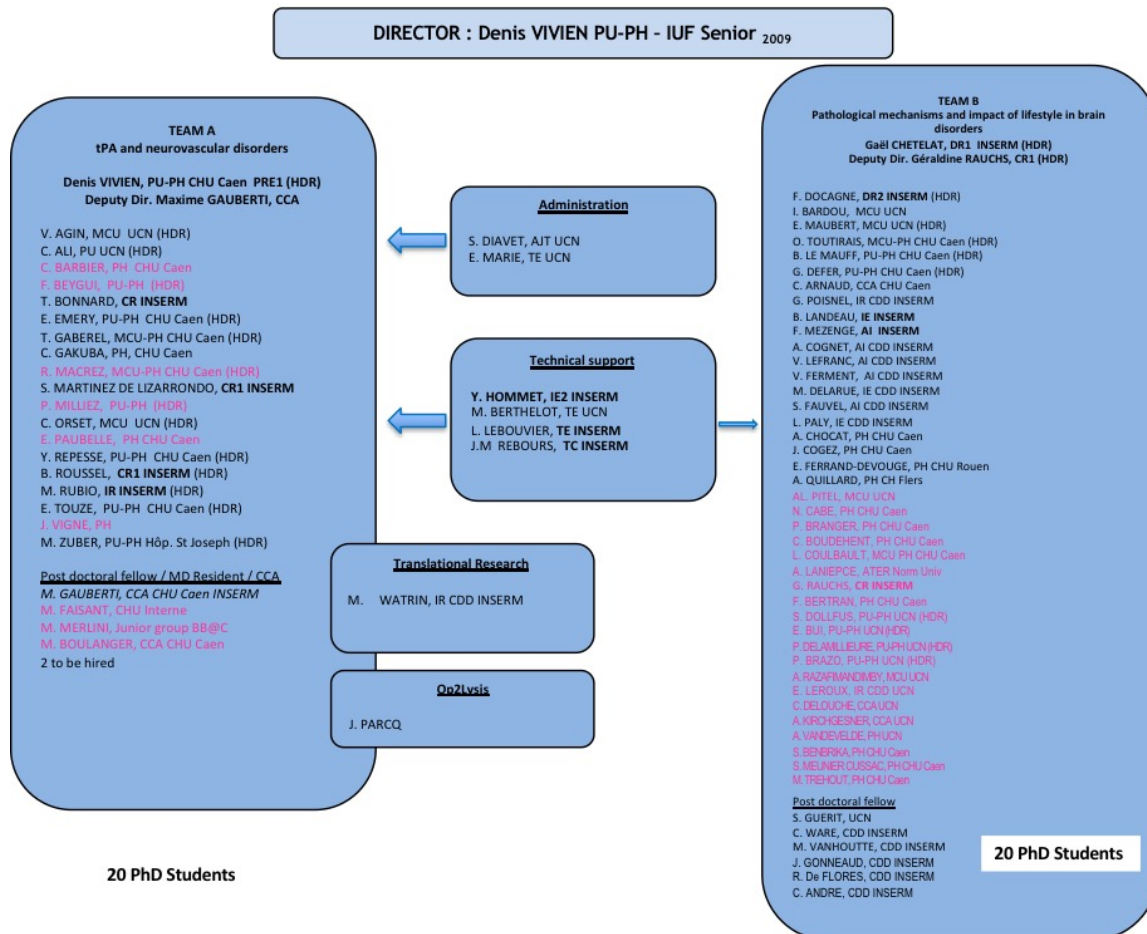 DIRECTOR : Denis VIVIEN PU-PH – IUF Senior 2009
TEAM A
tPA and neurovascular disorders
Denis VIVIEN, PU-PH CHU Caen PRE1 (HDR)
Deputy Dir. Maxime GAUBERTI, CCA
V. AGIN, MCU UCN (HDR)
C. ALI, PU UCN (HDR)
C. BARBIER, PH CHU Caen
F. BEYGUI, PU-PH (HDR)
T. BONNARD, CR INSERM
E. EMERY, PU-PH CHU Caen (HDR)
T. GABEREL, MCU-PH CHU Caen (HDR)
C. GAKUBA, PH, CHU Caen
R. MACREZ, MCU-PH CHU Caen (HDR)
S. MARTINEZ DE LIZARRONDO, CR1 INSERM
P. MILLIEZ, PU-PH (HDR)
C. ORSET, MCU UCN (HDR)
E. PAUBELLE, PH CHU Caen
Y. REPESSE, PU-PH CHU Caen (HDR)
B. ROUSSEL, CR1 INSERM (HDR)
M. RUBIO, IR INSERM (HDR)
E. TOUZE, PU-PH CHU Caen (HDR)
J. VIGNE, PH
M. ZUBER, PU-PH Hôp. St Joseph (HDR)
Post doctoral fellow / MD Resident / CCA
M. GAUBERTI, CCA CHU Caen INSERM
M. FAISANT, CHU Interne
M. MERLINI, Junior group BB@C
M. BOULANGER, CCA CHU Caen
2 to be hired
20 PhD Students
Administration
S. DIAVET, AJT UCN
E. MARIE, TE UCN
Technical support
Y. HOMMET, IE2 INSERM
M. BERTHELOT, TE UCN
L. LEBOUVIER, TE INSERM
J.M REBOURS, TC INSERM
Translational Research
M. WATRIN, IR CDD INSERM
Op2Lysis
J. PARCQ
TEAM B
Pathological mechanisms and impact of lifestyle in brain
disorders
Gaël CHETELAT, DR1 INSERM (HDR)
Deputy Dir. Géraldine RAUCHS, CR1 (HDR)
F. DOCAGNE, DR2 INSERM (HDR)
I. BARDOU, MCU UCN
E. MAUBERT, MCU UCN (HDR)
O. TOUTIRAIS, MCU-PH CHU Caen (HDR)
B. LE MAUFF, PU-PH CHU Caen (HDR)
G. DEFER, PU-PH CHU Caen (HDR)
C. ARNAUD, CCA CHU Caen
G. POISNEL, IR CDD INSERM
B. LANDEAU, IE INSERM
F. MEZENGE, AI INSERM
A. COGNET, AI CDD INSERM
V. LEFRANC, AI CDD INSERM
V. FERMENT, AI CDD INSERM
M. DELARUE, IE CDD INSERM
S. FAUVEL, AI CDD INSERM
L. PALY, IE CDD INSERM
A. CHOCAT, PH CHU Caen
J. COGEZ, PH CHU Caen
E. FERRAND-DEVOUGE, PH CHU Rouen
A. QUILLARD, PH CH Flers
AL. PITEL, MCU UCN
N. CABE, PH CHU Caen
P. BRANGER, PH CHU Caen
C. BOUDEHENT, PH CHU Caen
L. COULBAULT, MCU PH CHU Caen
A. LANIEPCE, ATER Norm Univ
G. RAUCHS, CR INSERM
F. BERTRAN, PH CHU Caen
S. DOLLFUS, PU-PH UCN (HDR)
E. BUI, PU-PH UCN (HDR)
P. DELAMILLIEURE, PU-PH UCN (HDR)
P. BRAZO, PU-PH UCN (HDR)
A. RAZAFIMANDIMBY, MCU UCN
E. LEROUX, IR CDD UCN
C. DELOUCHE, CCA UCN
A. KIRCHGESNER, CCA UCN
A. VANDEVELDE, PH UCN
S. BENBRIKA, PH CHU Caen
S. MEUNIER CUSSAC, PH CHU Caen
M. TREHOUT, PH CHU Caen
Post doctoral fellow
S. GUERIT, UCN
C. WARE, CDD INSERM
M. VANHOUTTE, CDD INSERM
J. GONNEAUD, CDD INSERM
R. De FLORES, CDD INSERM
C. ANDRE, CDD INSERM
20 PhD Students